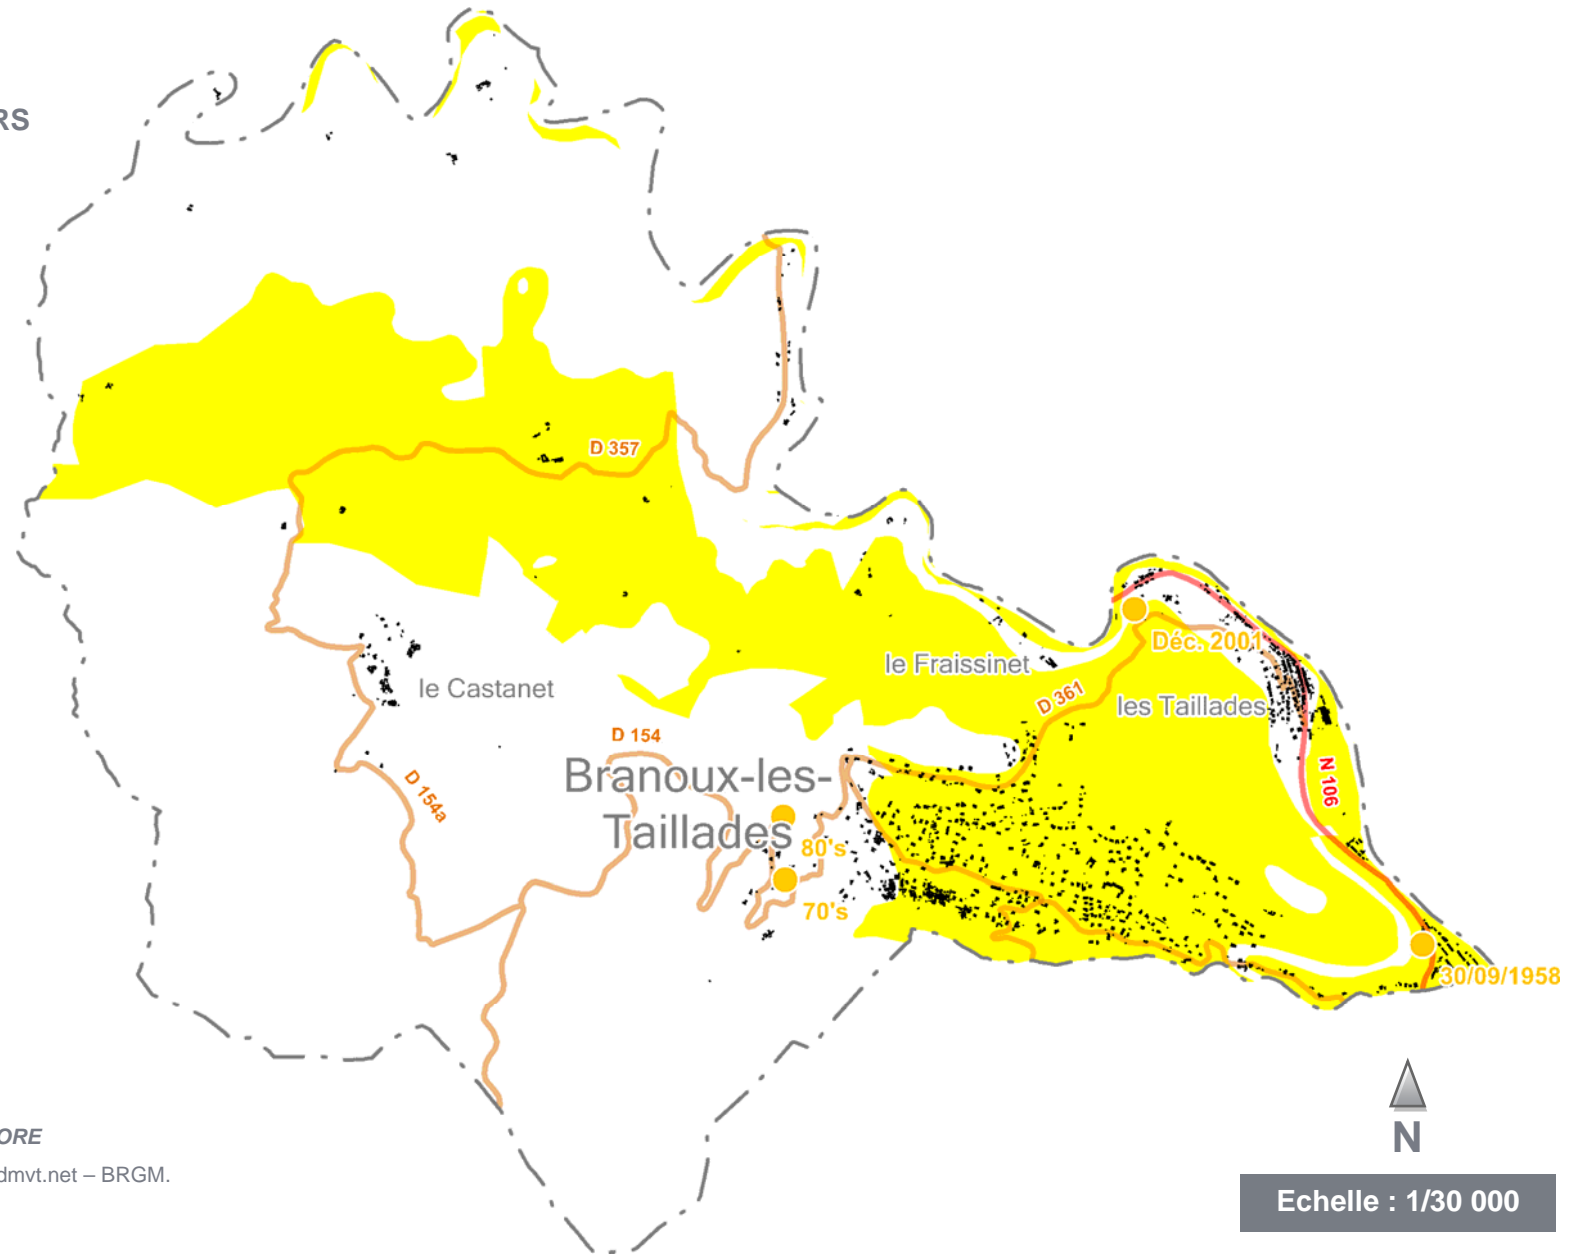 RS
D 357
le Fraissinet
Déc. 2001
le Castanet
D 361
les Taillades
D 154
Branoux-les-
Taillades
D 154a
N 106
80's
70's
30/09/1958
N
ORE
dmvt.net – BRGM.
Echelle : 1/30 000